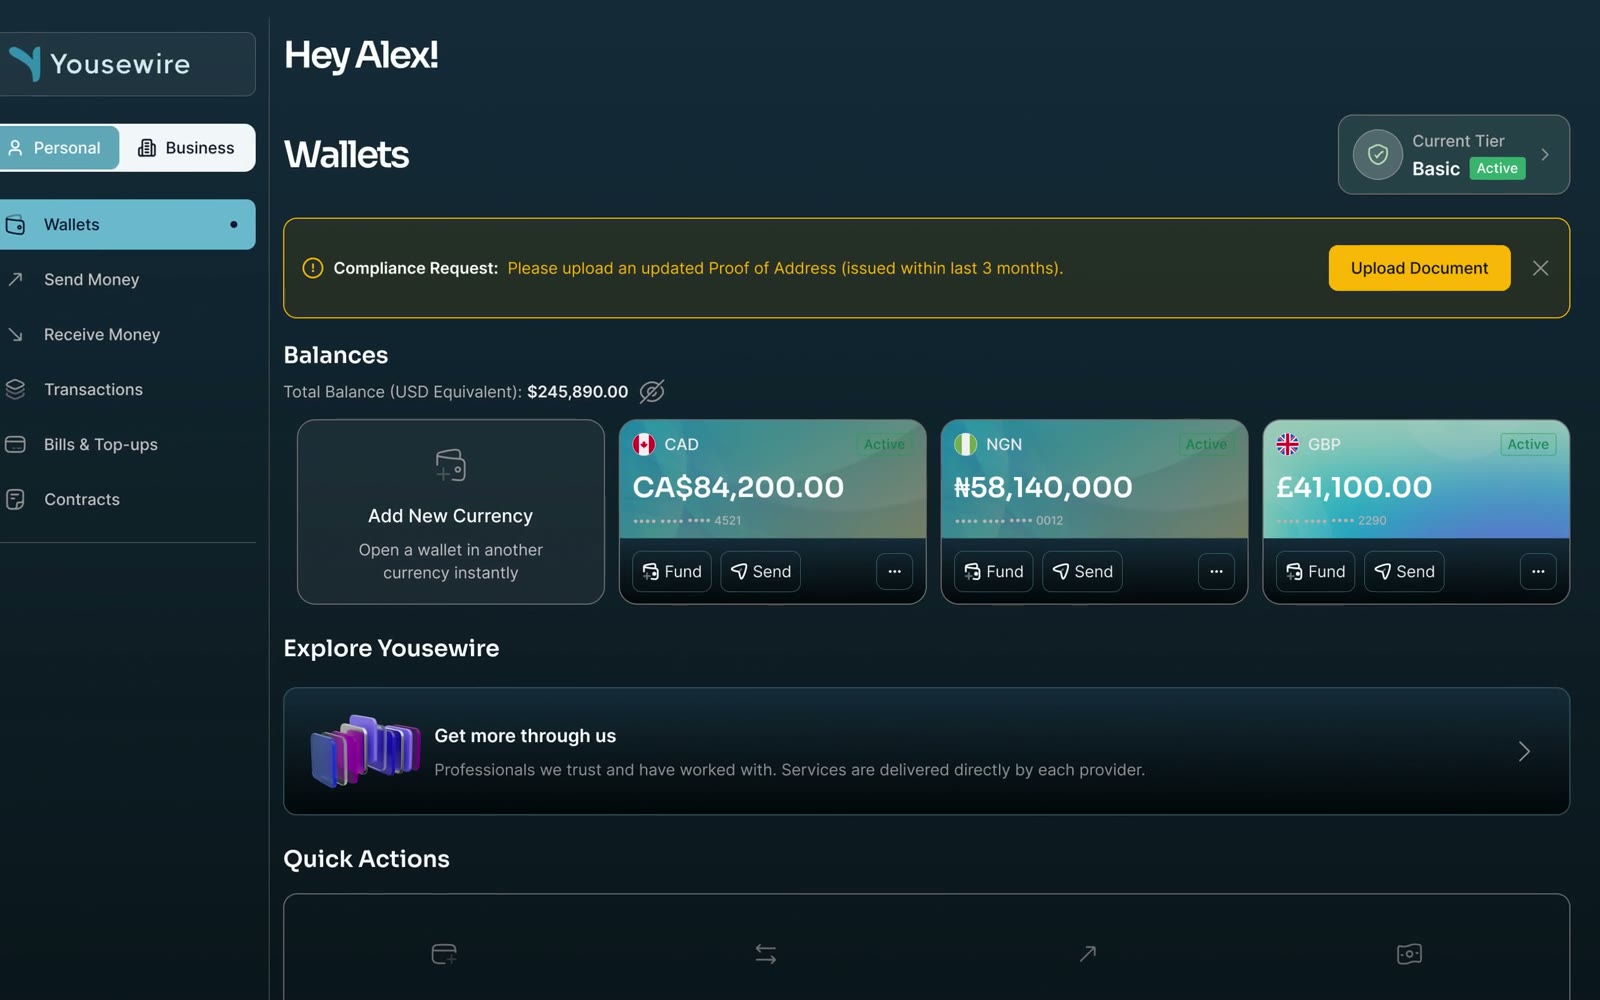 Yousewire
Personal
Business
Wallets
Send Money
Receive Money
Transactions
Bills & Top-ups
Contracts
Hey Alex!
Wallets
Current Tier
Basic Active
Compliance Request: Please upload an updated Proof of Address (issued within last 3 months).
Upload Document
Balances
Total Balance (USD Equivalent): $245,890.00
Add New Currency
Open a wallet in another
currency instantly
CAD Active
CA$84,200.00
•••• •••• •••• 4521
Fund Send
NGN Active
₦58,140,000
•••• •••• •••• 0012
Fund Send
GBP Active
£41,100.00
•••• •••• •••• 2290
Fund Send
Explore Yousewire
Get more through us
Professionals we trust and have worked with. Services are delivered directly by each provider.
Quick Actions